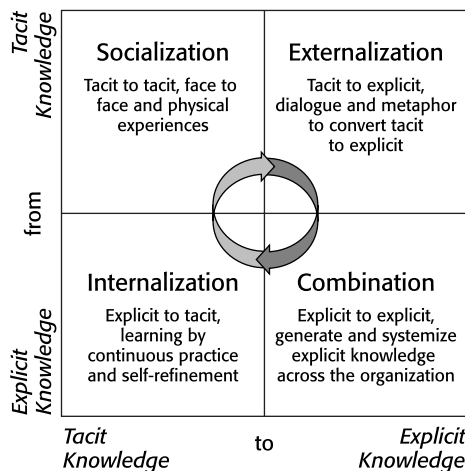 Tacit
Knowledge
Socialization
Tacit to tacit, face to
face and physical
experiences
Externalization
Tacit to explicit,
dialogue and metaphor
to convert tacit
to explicit
from
Explicit
Knowledge
Internalization
Explicit to tacit,
learning by
continuous practice
and self-refinement
Combination
Explicit to explicit,
generate and systemize
explicit knowledge
across the organization
Tacit
Knowledge
to
Explicit
Knowledge